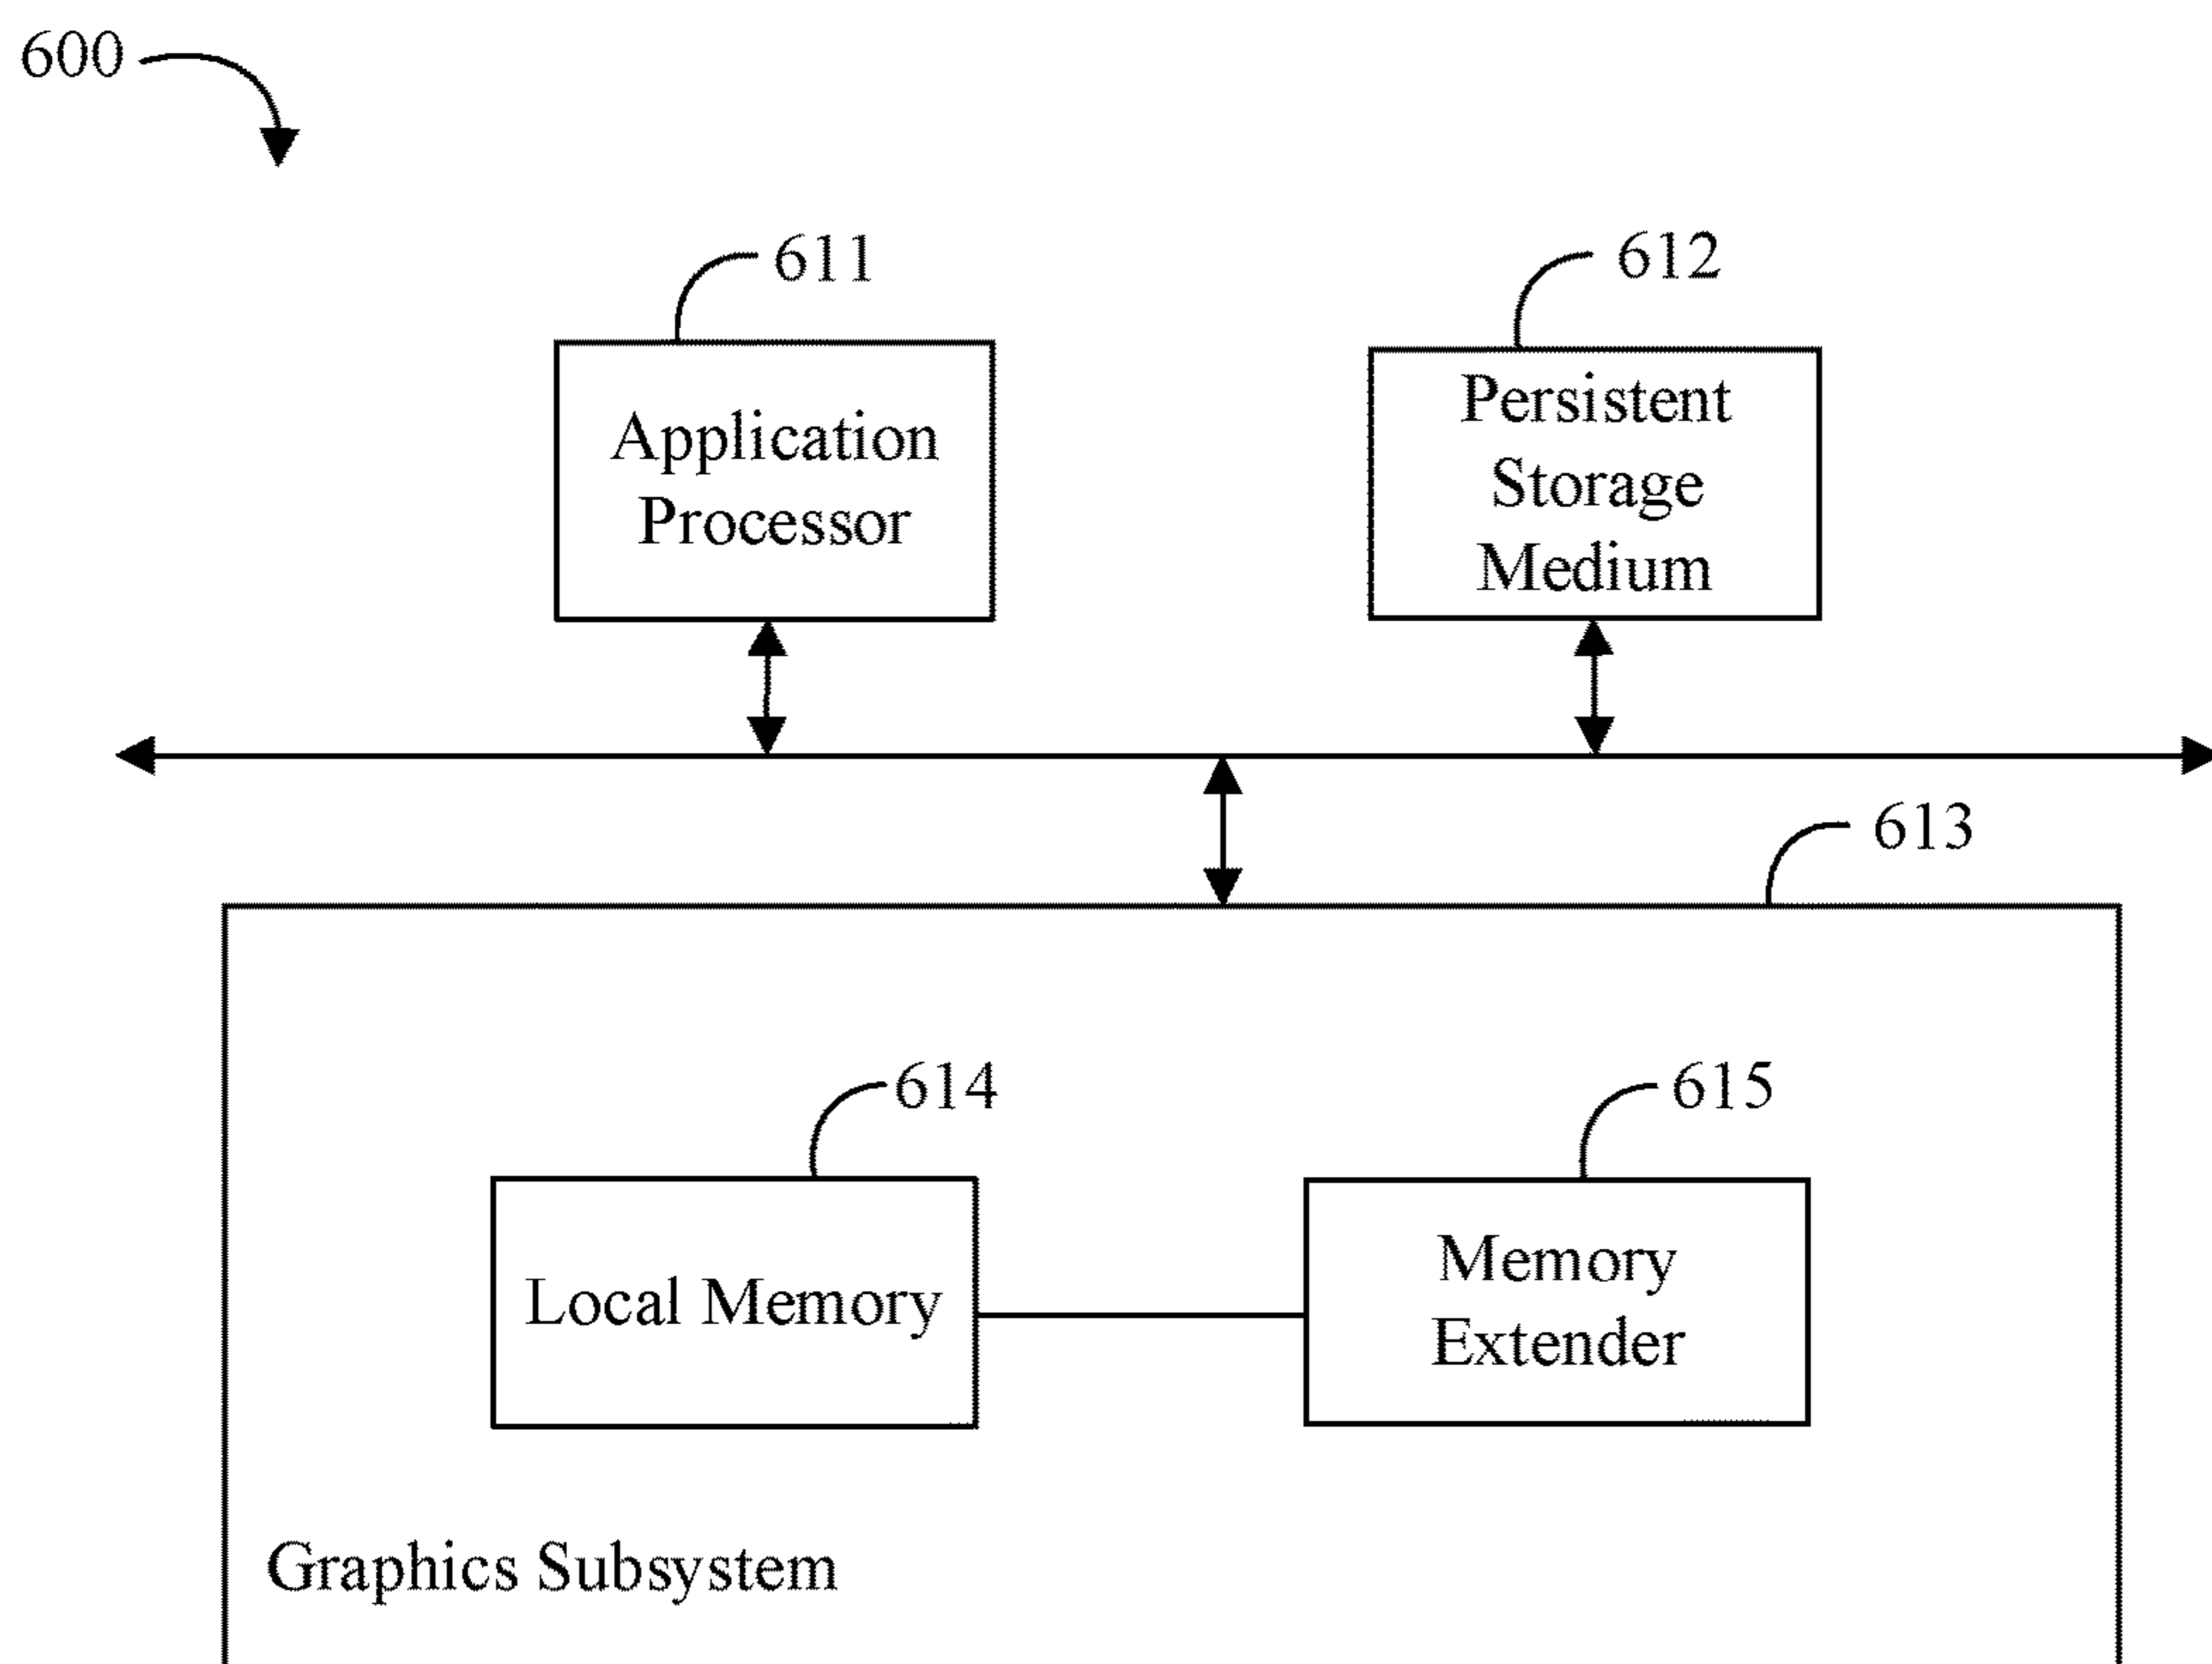 600
611
612
Application
Processor
Persistent
Storage
Medium
613
614
615
Local Memory
Memory
Extender
Graphics Subsystem